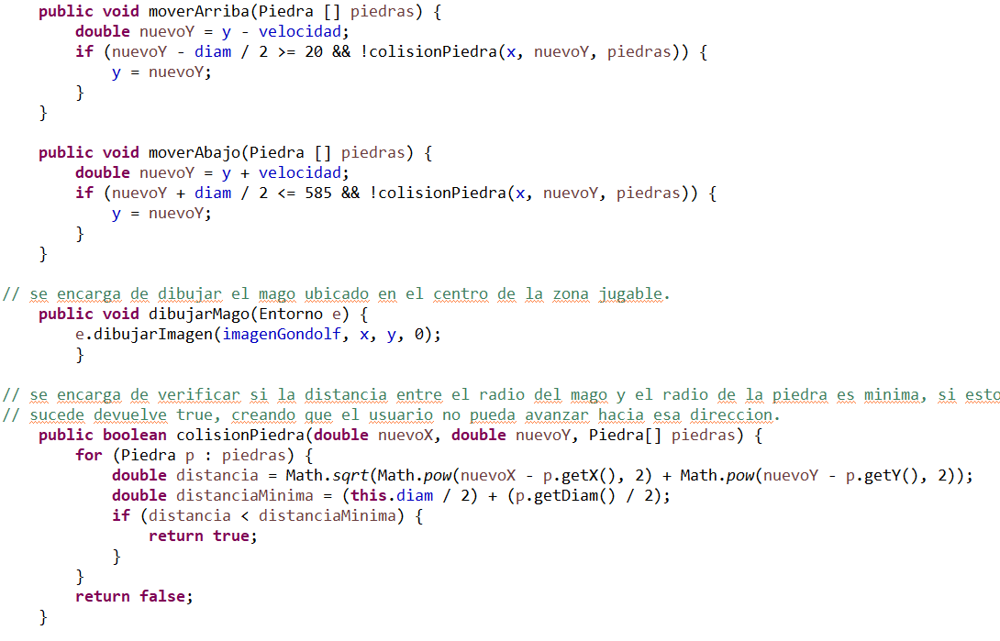 public void moverArriba(Piedra [] piedras) {
double nuevoY = y - velocidad;
if (nuevoY - diam / 2 >= 20 && !colisionPiedra(x, nuevoY, piedras)) {
y = nuevoY;
}
}
public void moverAbajo(Piedra [] piedras) {
double nuevoY = y + velocidad;
if (nuevoY + diam / 2 <= 585 && !colisionPiedra(x, nuevoY, piedras)) {
y = nuevoY;
}
}
// se encarga de dibujar el mago ubicado en el centro de la zona jugable.
public void dibujarMago(Entorno e) {
e.dibujarImagen(imagenGondolf, x, y, 0);
}
// se encarga de verificar si la distancia entre el radio del mago y el radio de la piedra es minima, si esto
// sucede devuelve true, creando que el usuario no pueda avanzar hacia esa direccion.
public boolean colisionPiedra(double nuevoX, double nuevoY, Piedra[] piedras) {
for (Piedra p : piedras) {
double distancia = Math.sqrt(Math.pow(nuevoX - p.getX(), 2) + Math.pow(nuevoY - p.getY(), 2));
double distanciaMinima = (this.diam / 2) + (p.getDiam() / 2);
if (distancia < distanciaMinima) {
return true;
}
}
return false;
}